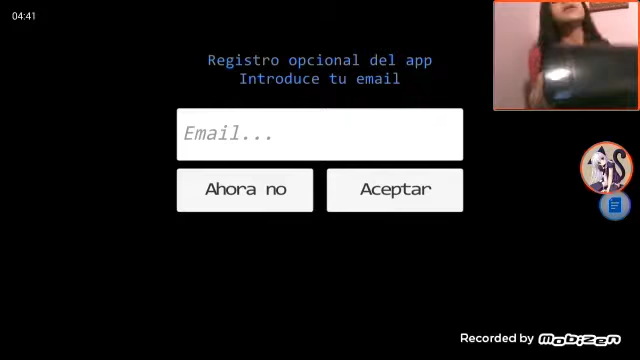 04:41
Registro opcional del app
Introduce tu email
Email...
Ahora no
Aceptar
Recorded by mobizen